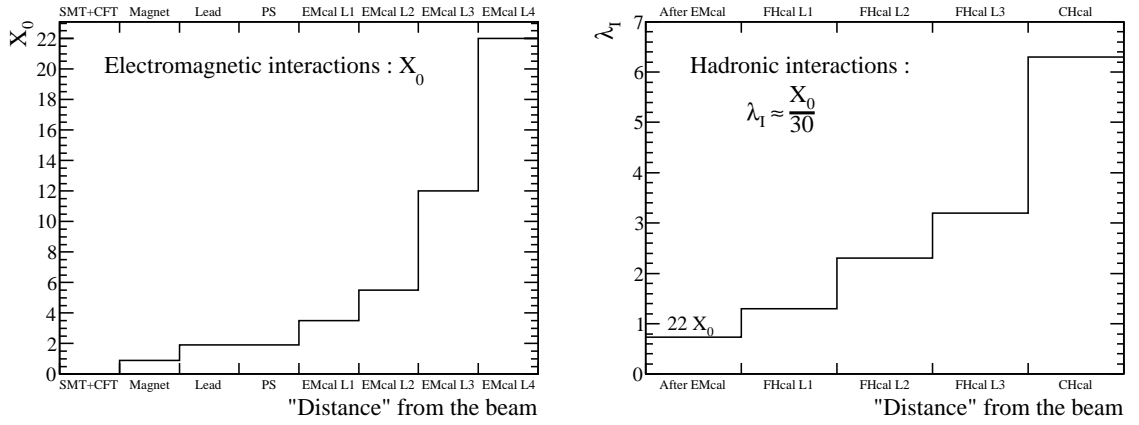 SMT+CFT Magnet Lead PS EMcal L1 EMcal L2 EMcal L3 EMcal L4
X0
22
20
18
16
14
12
10
8
6
4
2
0
Electromagnetic interactions : X0
SMT+CFT Magnet Lead PS EMcal L1 EMcal L2 EMcal L3 EMcal L4
"Distance" from the beam
After EMcal FHcal L1 FHcal L2 FHcal L3 CHcal
λI
7
6
5
4
3
2
1
0
Hadronic interactions :
λI ≈ X0/30
22 X0
After EMcal FHcal L1 FHcal L2 FHcal L3 CHcal
"Distance" from the beam